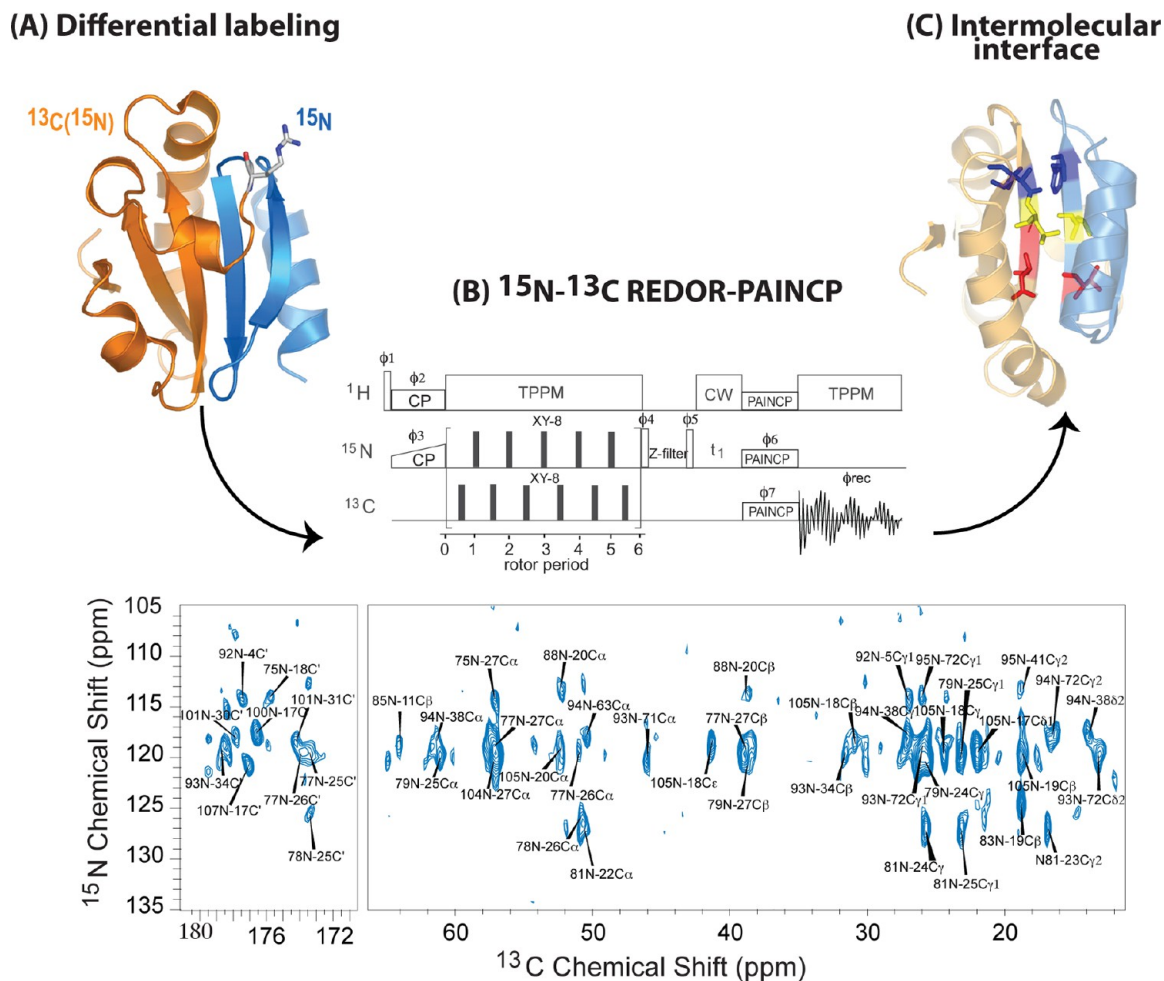 (A) Differential labeling
(C) Intermolecular
interface
¹³C(¹⁵N)
¹⁵N
(B) ¹⁵N-¹³C REDOR-PAINCP
ϕ1
¹H
ϕ2
CP
TPPM
CW
PAINCP
TPPM
XY-8
ϕ4
ϕ5
¹⁵N
ϕ3
CP
Z-filter
t₁
ϕ6
PAINCP
XY-8
ϕrec
¹³C
ϕ7
PAINCP
0 1 2 3 4 5 6
rotor period
¹⁵N Chemical Shift (ppm)
105
110
115
120
125
130
135
92N-4C'
75N-18C'
101N-31C'
101N-30C'
100N-17C'
93N-34C'
107N-17C'
77N-25C'
77N-26C'
78N-25C'
75N-27Cα
88N-20Cα
88N-20Cβ
92N-5Cγ1
95N-72Cγ1
95N-41Cγ2
79N-25Cγ1
94N-72Cγ2
85N-11Cβ
94N-38Cα
77N-27Cα
94N-63Cα
93N-71Cα
77N-27Cβ
105N-18Cβ
94N-38Cγ
105N-18Cγ
105N-17Cδ1
94N-38δ2
79N-25Cα
104N-27Cα
105N-20Cα
77N-26Cα
105N-18Cε
79N-27Cβ
93N-34Cβ
93N-72Cγ1
79N-24Cγ
105N-19Cβ
93N-72Cδ2
78N-26Cα
81N-22Cα
81N-24Cγ
81N-25Cγ1
83N-19Cβ
N81-23Cγ2
180 176 172
60 50 40 30 20
¹³C Chemical Shift (ppm)